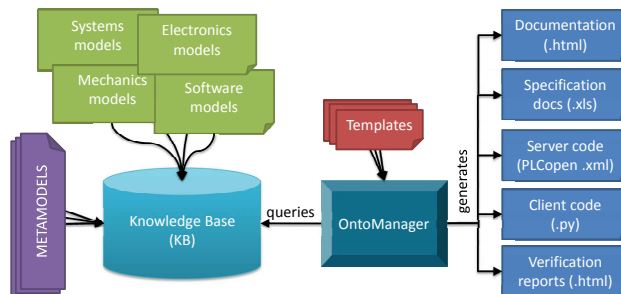 Systems
models
Electronics
models
Mechanics
models
Software
models
METAMODELS
Knowledge Base
(KB)
queries
Templates
OntoManager
generates
Documentation
(.html)
Specification
docs (.xls)
Server code
(PLCopen .xml)
Client code
(.py)
Verification
reports (.html)